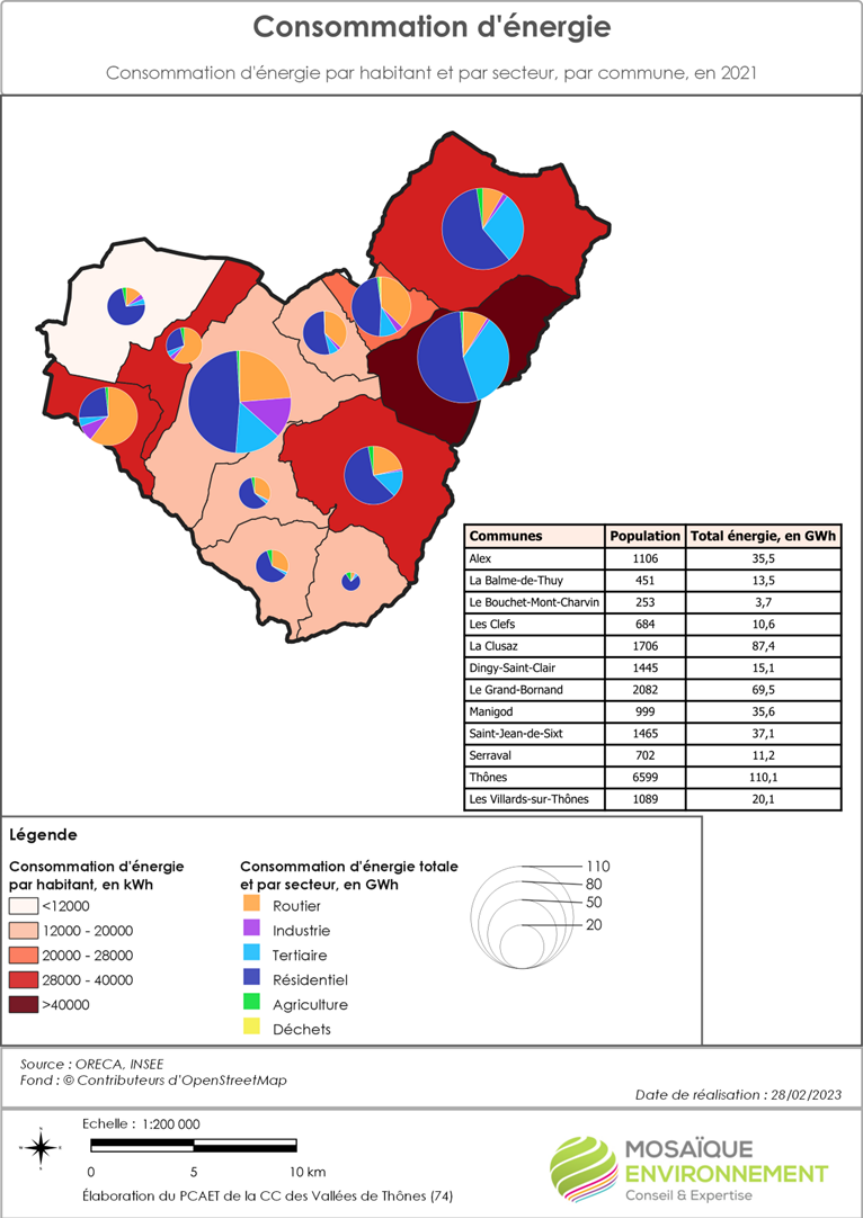 Consommation d'énergie
Consommation d'énergie par habitant et par secteur, par commune, en 2021
Communes Population Total énergie, en GWh
Alex 1106 35,5
La Balme-de-Thuy 451 13,5
Le Bouchet-Mont-Charvin 253 3,7
Les Clefs 684 10,6
La Clusaz 1706 87,4
Dingy-Saint-Clair 1445 15,1
Le Grand-Bornand 2082 69,5
Manigod 999 35,6
Saint-Jean-de-Sixt 1465 37,1
Serraval 702 11,2
Thônes 6599 110,1
Les Villards-sur-Thônes 1089 20,1
Légende
Consommation d'énergie
par habitant, en kWh
<12000
12000 - 20000
20000 - 28000
28000 - 40000
>40000
Consommation d'énergie totale
et par secteur, en GWh
Routier
Industrie
Tertiaire
Résidentiel
Agriculture
Déchets
110
80
50
20
Source : ORECA, INSEE
Fond : © Contributeurs d'OpenStreetMap
Date de réalisation : 28/02/2023
Echelle : 1:200 000
0 5 10 km
Élaboration du PCAET de la CC des Vallées de Thônes (74)
MOSAÏQUE
ENVIRONNEMENT
Conseil & Expertise